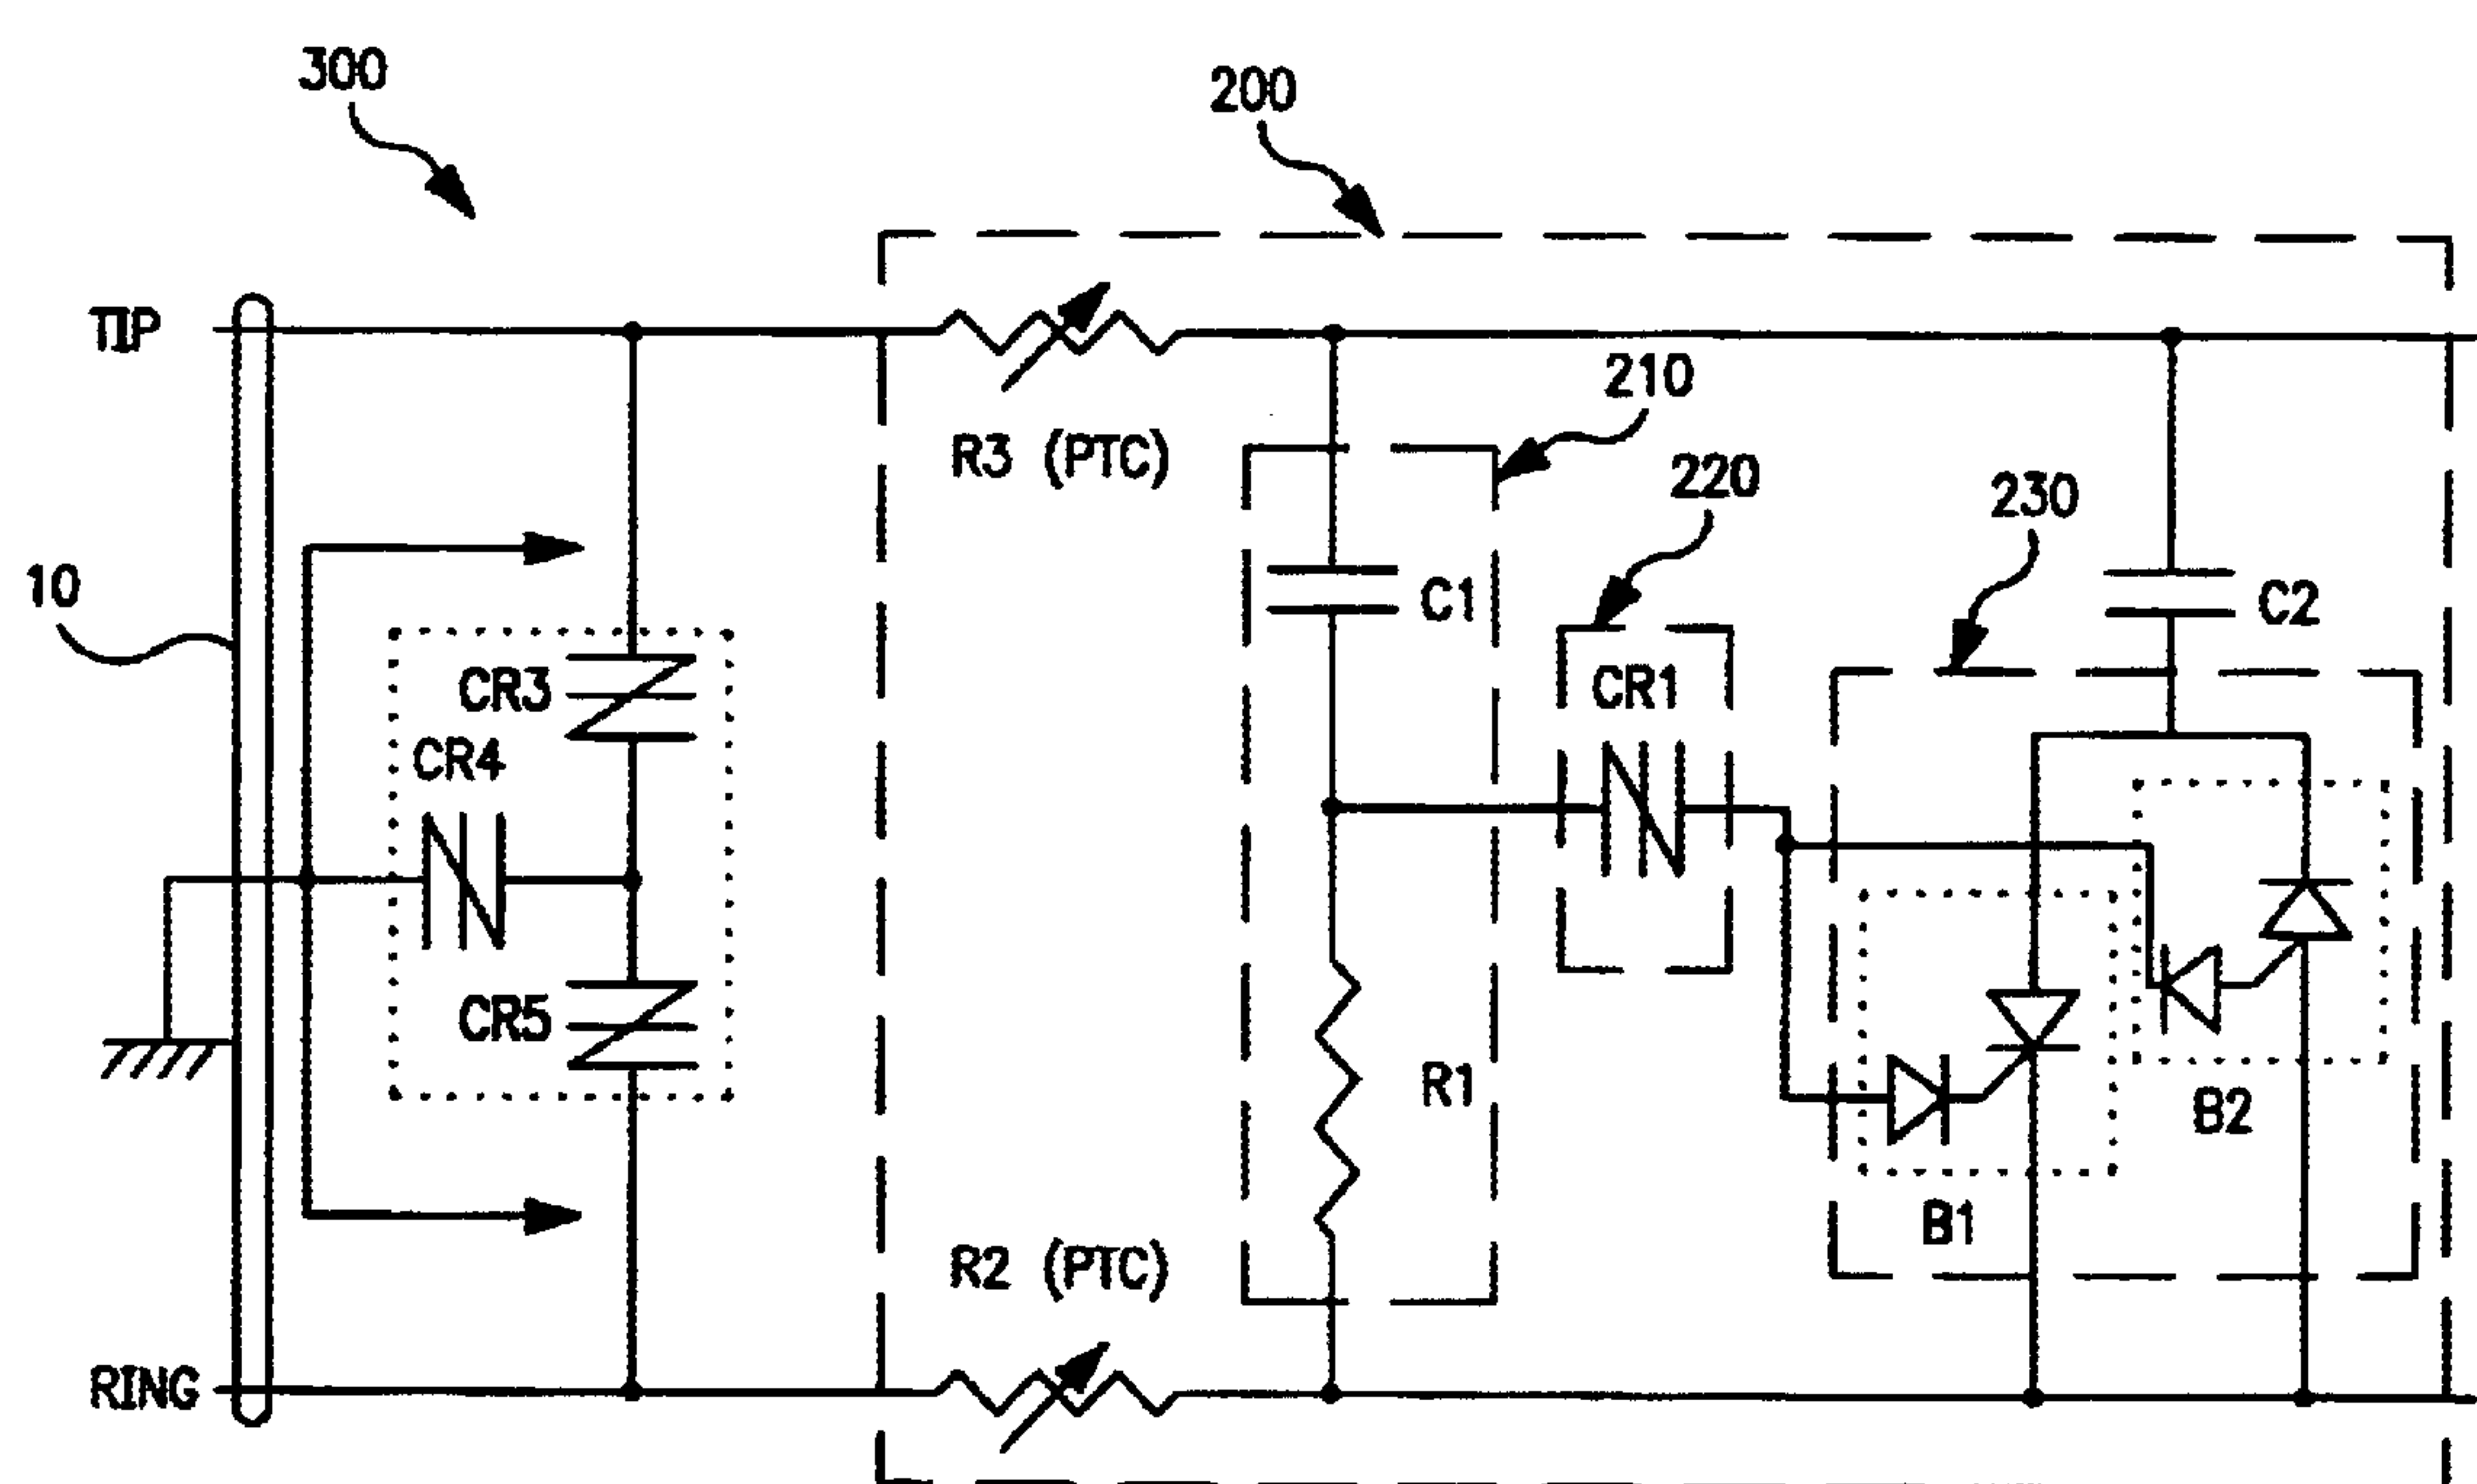 300
200
TIP
210
R3 (PTC)
220
230
10
C1
C2
CR3
CR1
CR4
CR5
R1
B2
B1
R2 (PTC)
RING